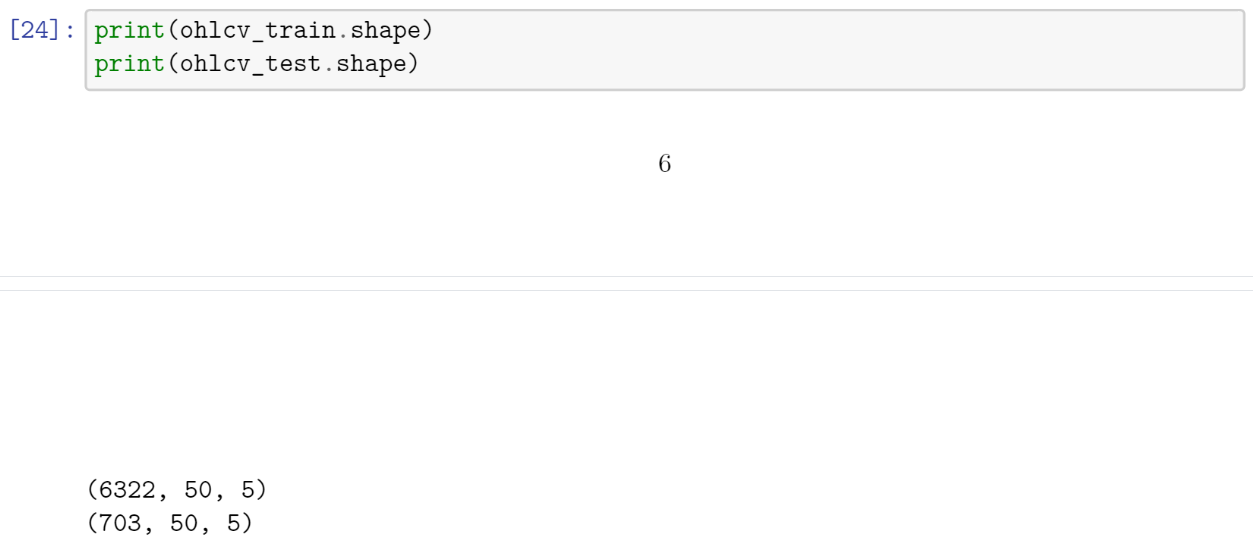 [24]: print(ohlcv_train.shape)
print(ohlcv_test.shape)
6
(6322, 50, 5)
(703, 50, 5)